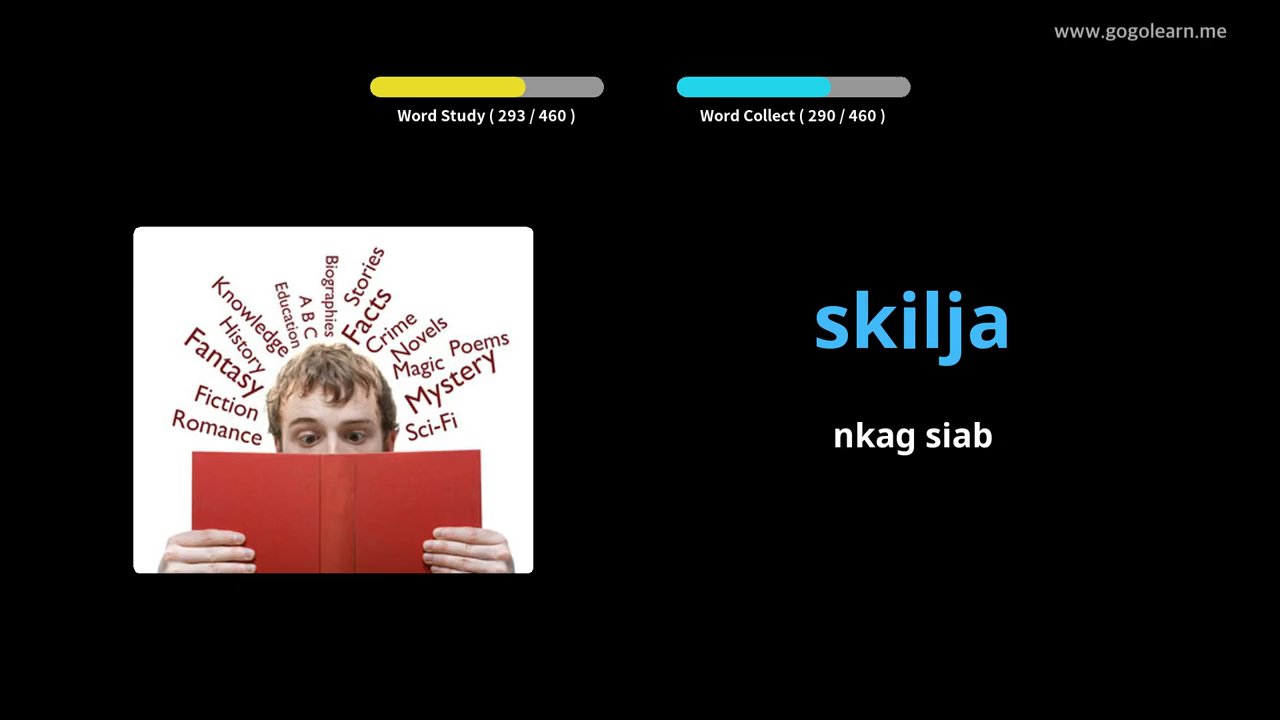 www.gogolearn.me
Word Study ( 293 / 460 )
Word Collect ( 290 / 460 )
Biographies
Stories
Education
A B C
Facts
Knowledge
Crime
History
Novels
Fantasy
Magic
Poems
Mystery
Fiction
Romance
Sci-Fi
skilja
nkag siab